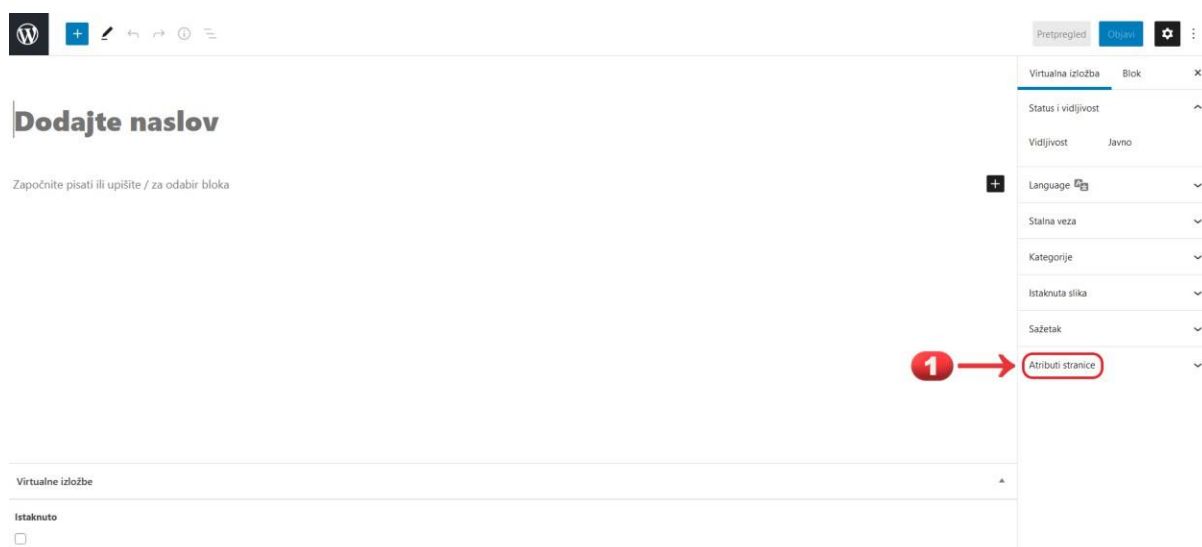 Pretpregled Objavi
Virtualna izložba Blok
Dodajte naslov
Status i vidljivost
Vidljivost Javno
Započnite pisati ili upišite / za odabir bloka
Language
Stalna veza
Kategorije
Istaknuta slika
Sažetak
1
Atributi stranice
Virtualne izložbe
Istaknuto